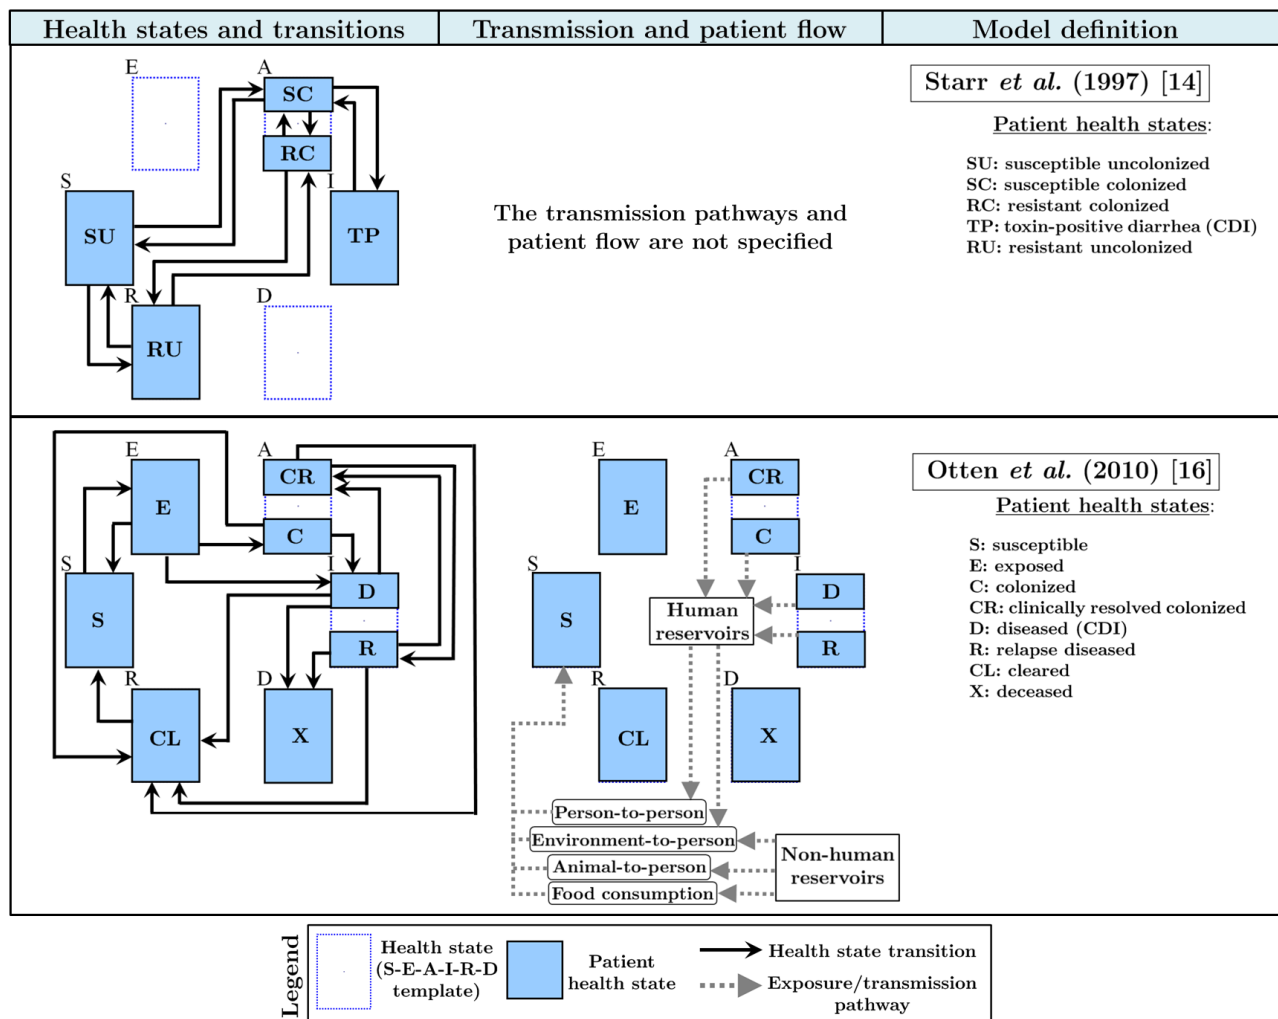 Health states and transitions
Transmission and patient flow
Model definition
E
A
SC
RC
S
I
SU
TP
R
D
RU
The transmission pathways and
patient flow are not specified
Starr et al. (1997) [14]
Patient health states:
SU: susceptible uncolonized
SC: susceptible colonized
RC: resistant colonized
TP: toxin-positive diarrhea (CDI)
RU: resistant uncolonized
E
A
CR
E
C
S
I
D
S
R
R
D
CL
X
E
A
CR
E
C
S
I
D
Human
reservoirs
S
R
R
D
CL
X
Person-to-person
Environment-to-person
Animal-to-person
Food consumption
Non-human
reservoirs
Otten et al. (2010) [16]
Patient health states:
S: susceptible
E: exposed
C: colonized
CR: clinically resolved colonized
D: diseased (CDI)
R: relapse diseased
CL: cleared
X: deceased
Legend
Health state
(S-E-A-I-R-D
template)
Patient
health state
Health state transition
Exposure/transmission
pathway